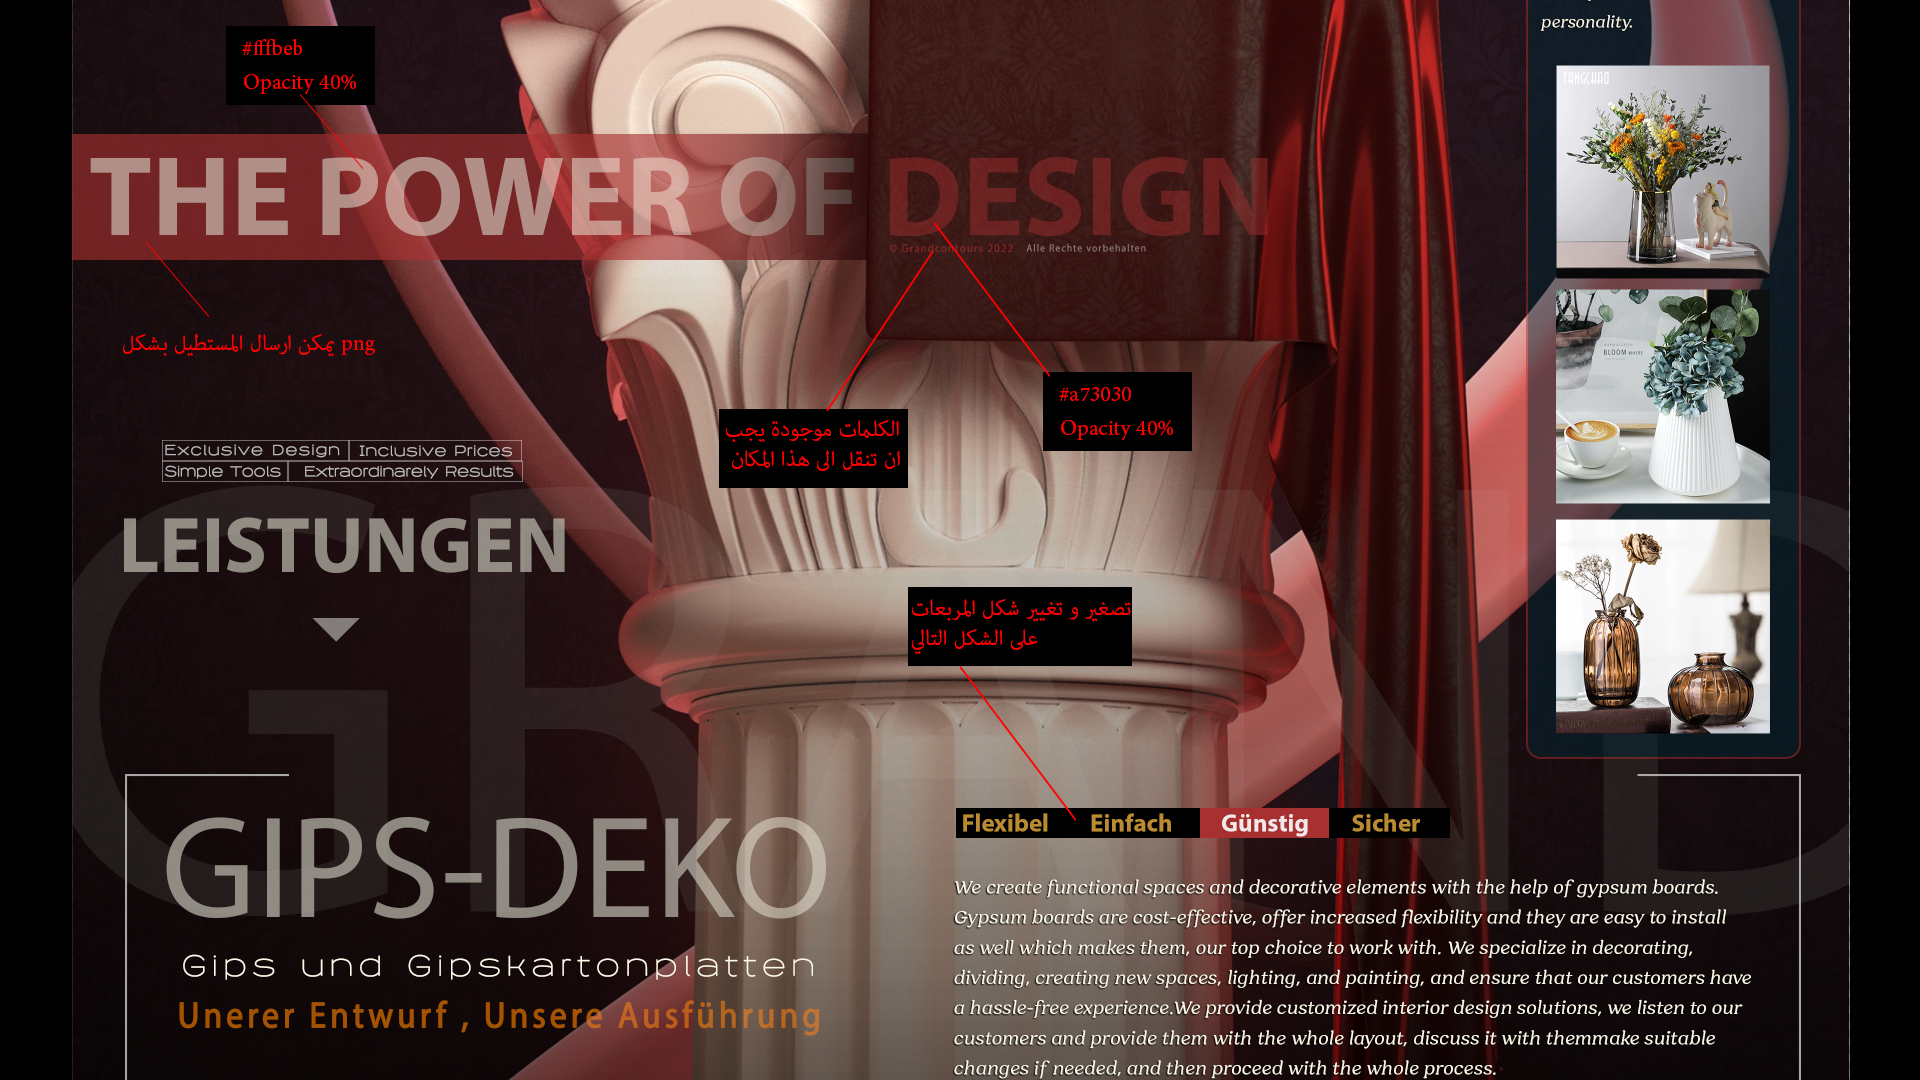 personality.
#fffbeb
Opacity 40%
TANGCHAO
THE POWER OF DESIGN
© Grandcontours 2022 Alle Rechte vorbehalten
يمكن ارسال المستطيل بشكل png
BLOOM WHERE
#a73030
Opacity 40%
الكلمات موجودة يجب
ان تنقل الى هذا المكان
Exclusive Design Inclusive Prices
Simple Tools Extraordinarely Results
LEISTUNGEN
GRAND
تصغير و تغيير شكل المربعات
على الشكل التالي
GIPS-DEKO
Gips und Gipskartonplatten
Unerer Entwurf , Unsere Ausführung
Flexibel Einfach Günstig Sicher
We create functional spaces and decorative elements with the help of gypsum boards.
Gypsum boards are cost-effective, offer increased flexibility and they are easy to install
as well which makes them, our top choice to work with. We specialize in decorating,
dividing, creating new spaces, lighting, and painting, and ensure that our customers have
a hassle-free experience.We provide customized interior design solutions, we listen to our
customers and provide them with the whole layout, discuss it with themmake suitable
changes if needed, and then proceed with the whole process.